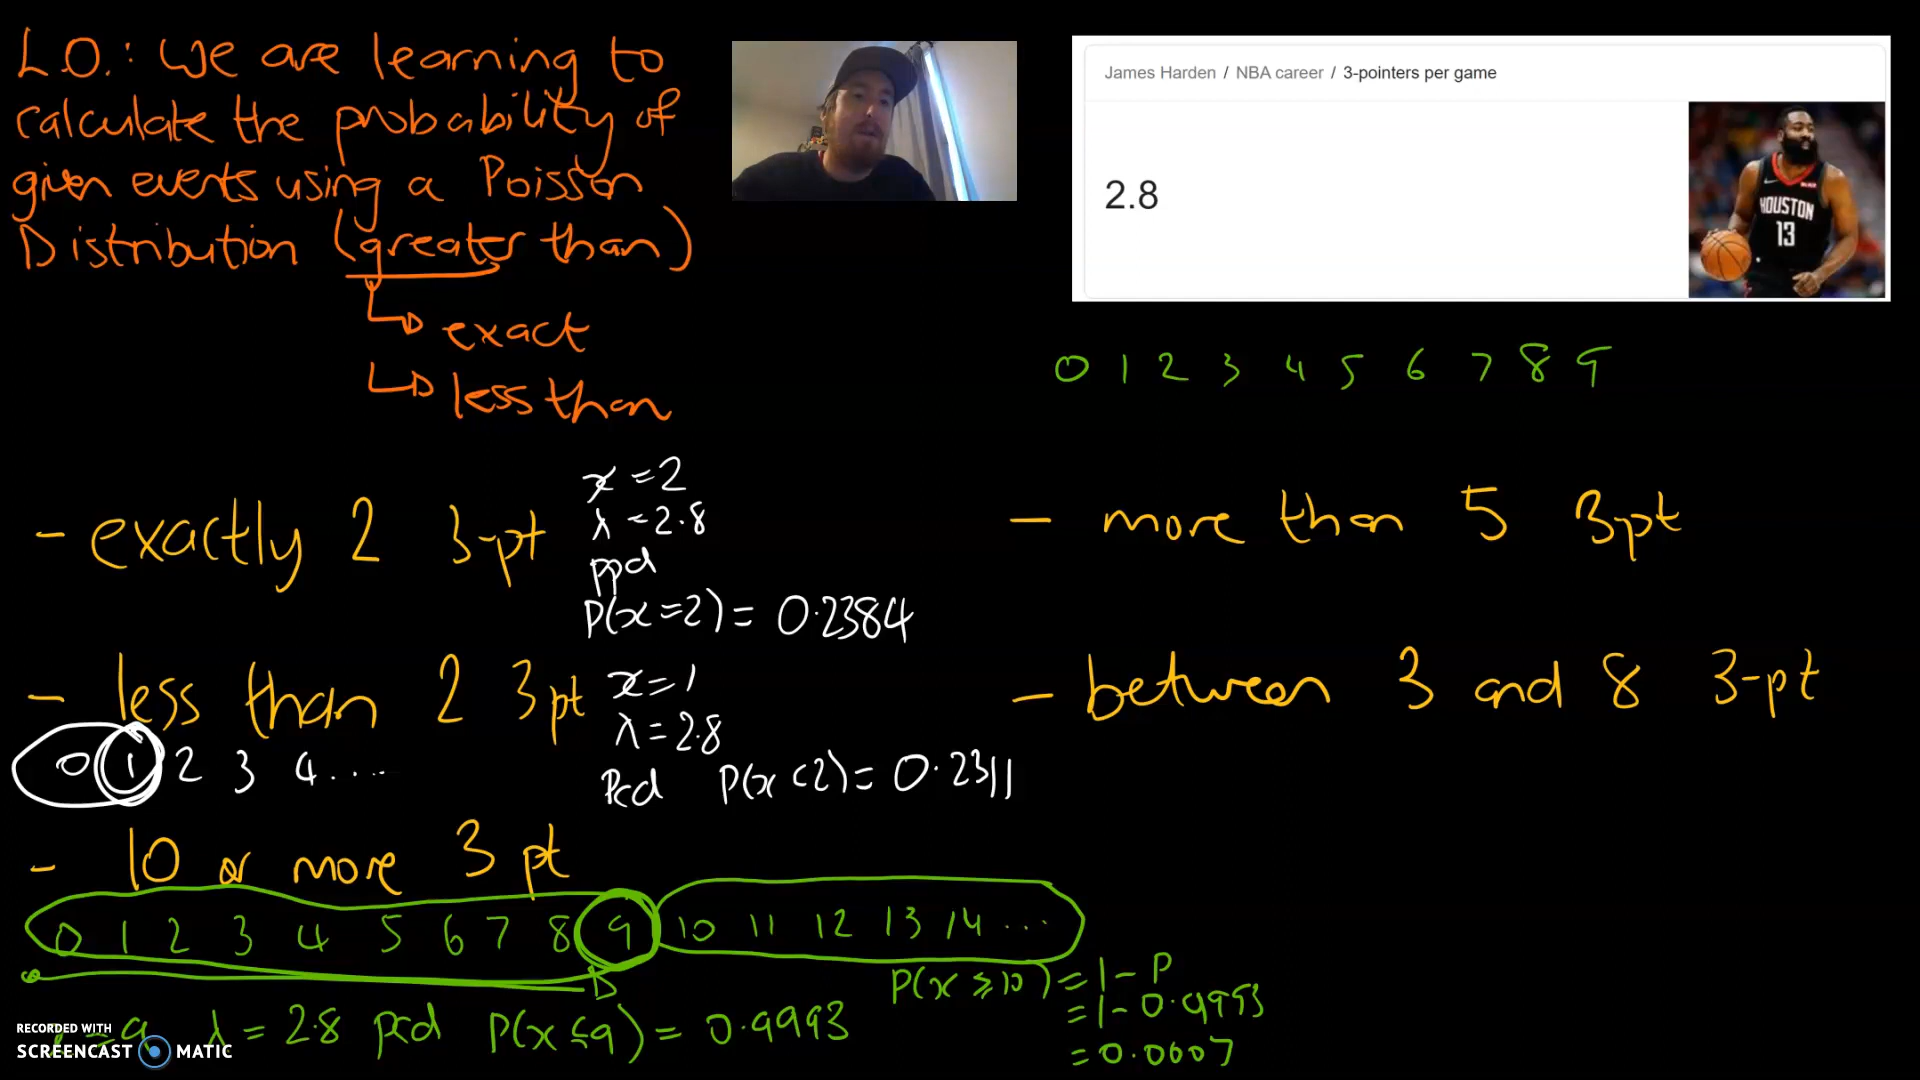 L.O.: We are learning to
calculate the probability of
given events using a Poisson
Distribution (greater than)
exact
less than
James Harden / NBA career / 3-pointers per game
2.8
HOUSTON
13
0 1 2 3 4 5 6 7 8 9
- exactly 2 3-pt
x = 2
λ = 2.8
ppd
P(x = 2) = 0.2384
- less than 2 3pt
0 1 2 3 4....
x = 1
λ = 2.8
Pcd P(x < 2) = 0.2311
- 10 or more 3 pt
0 1 2 3 4 5 6 7 8 9 10 11 12 13 14 ...
= 9 λ = 2.8 pcd P(x ≤ 9) = 0.9993
P(x ≥ 10) = 1 - P
= 1 - 0.9993
= 0.0007
- more than 5 3pt
- between 3 and 8 3-pt
RECORDED WITH
SCREENCAST MATIC